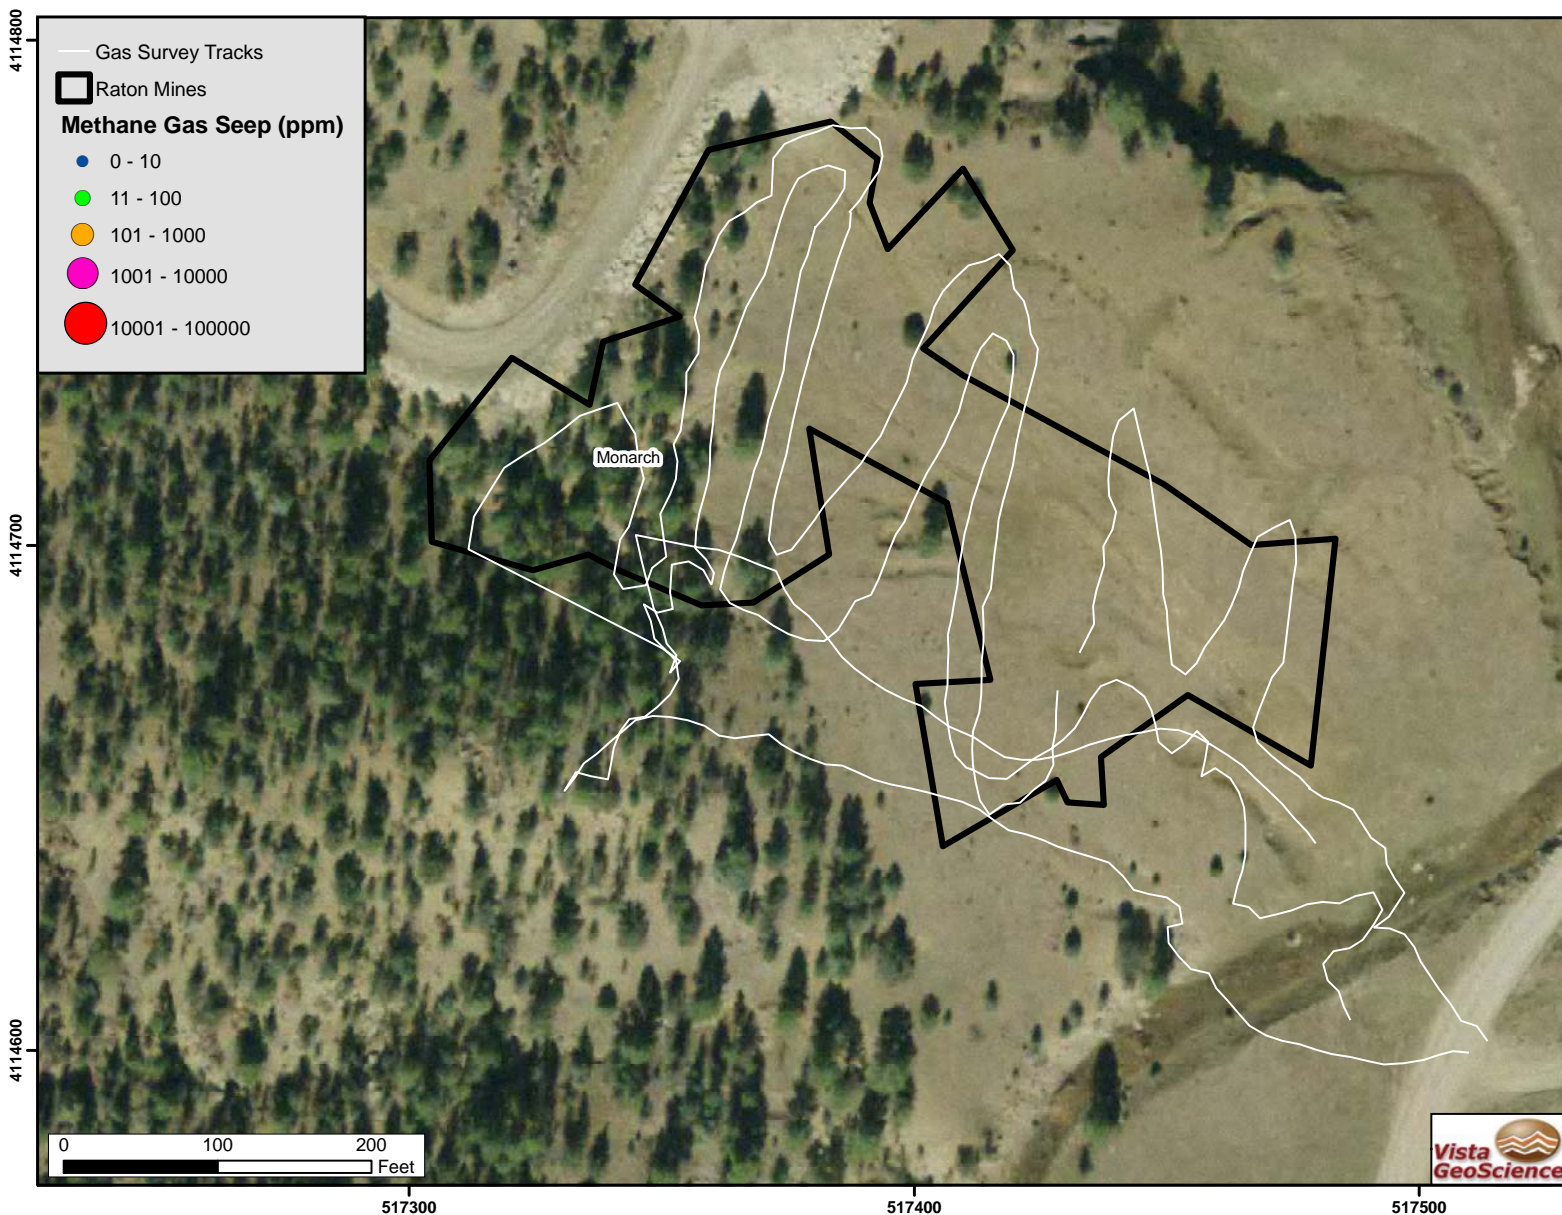 Gas Survey Tracks
Raton Mines
Methane Gas Seep (ppm)
0 - 10
11 - 100
101 - 1000
1001 - 10000
10001 - 100000
4114800
4114700
4114600
Monarch
0 100 200
Feet
Vista
GeoScience
517300 517400 517500